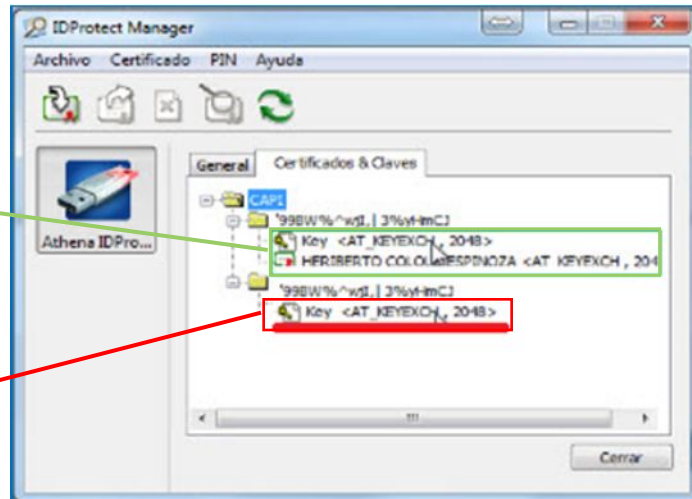 IDProtect Manager
Archivo Certificado PIN Ayuda
General Certificados & Claves
Athena IDPro...
CAPI
Key <AT_KEYEXCH , 2048>
HERIBERTO ESPINOZA <AT_KEYEXCH , 204
Key <AT_KEYEXCH , 2048>
Cerrar